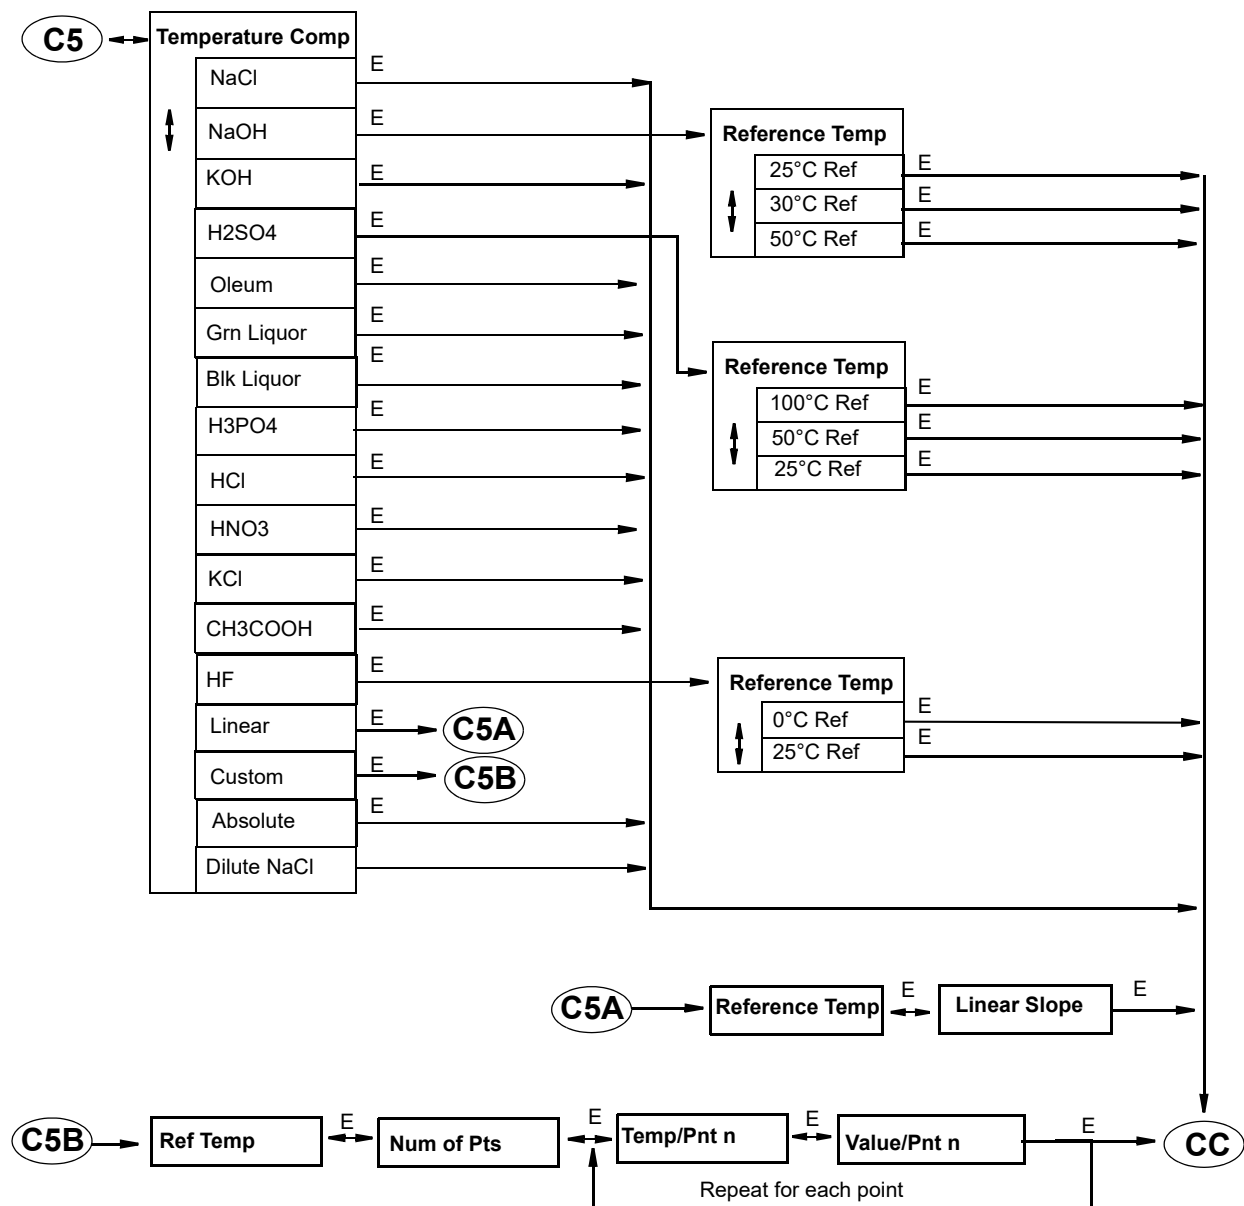 C5
Temperature Comp
NaCl
E
NaOH
E
KOH
E
H2SO4
E
Oleum
E
Grn Liquor
E
Blk Liquor
E
H3PO4
E
HCl
E
HNO3
E
KCl
E
CH3COOH
E
HF
E
Linear
E
C5A
Custom
E
C5B
Absolute
E
Dilute NaCl
Reference Temp
25°C Ref
E
30°C Ref
E
50°C Ref
E
Reference Temp
100°C Ref
E
50°C Ref
E
25°C Ref
E
Reference Temp
0°C Ref
E
25°C Ref
E
C5A
Reference Temp
E
Linear Slope
E
C5B
Ref Temp
E
Num of Pts
E
Temp/Pnt n
E
Value/Pnt n
E
CC
Repeat for each point